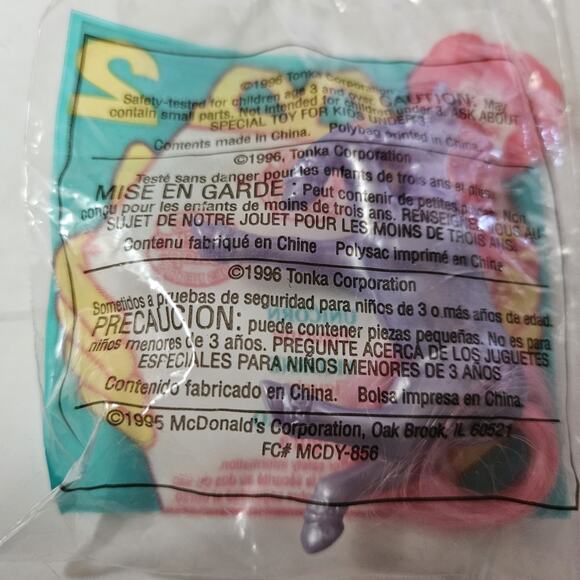 ©1996 Tonka Corporation
Safety-tested for children age 3 and over. CAUTION: May
contain small parts. Not intended for children under 3. ASK ABOUT
SPECIAL TOY FOR KIDS UNDER 3
Contents made in China. Polybag printed in China.
©1996, Tonka Corporation
Testé sans danger pour les enfants de trois ans et plus.
MISE EN GARDE : Peut contenir de petites pièces. Non
conçu pour les enfants de moins de trois ans. RENSEIGNEZ-VOUS AU
SUJET DE NOTRE JOUET POUR LES MOINS DE TROIS ANS.
Contenu fabriqué en Chine Polysac imprimé en Chine
©1996 Tonka Corporation
Sometidos a pruebas de seguridad para niños de 3 o más años de edad.
PRECAUCION: puede contener piezas pequeñas. No es para
niños menores de 3 años. PREGUNTE ACERCA DE LOS JUGUETES
ESPECIALES PARA NIÑOS MENORES DE 3 AÑOS
Contenido fabricado en China. Bolsa impresa en China.
©1995 McDonald's Corporation, Oak Brook, IL 60521
FC# MCDY-856
2
UNICORN